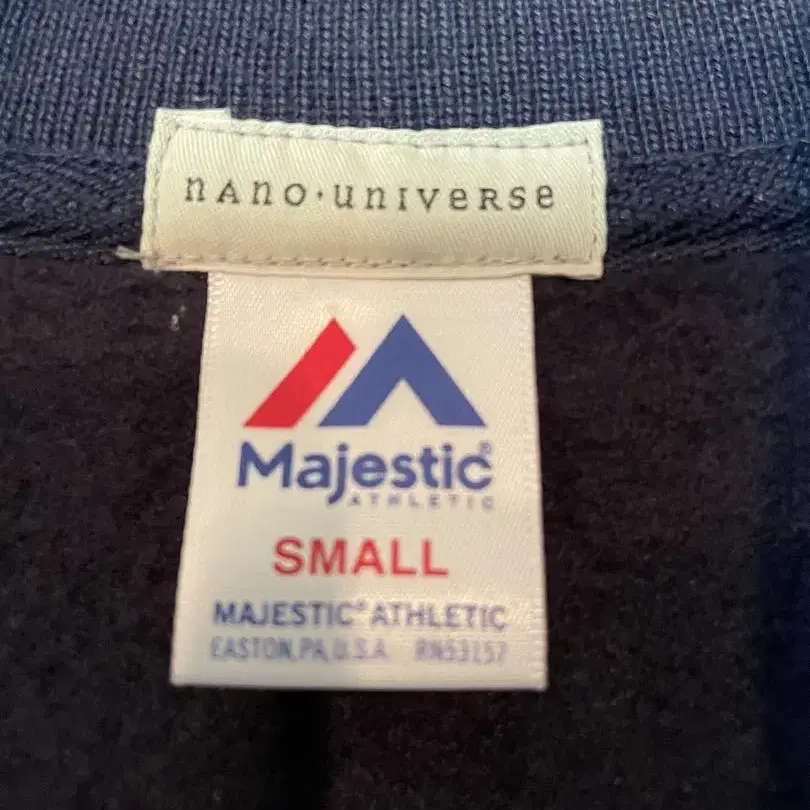 nAno·universe
Majestic®
ATHLETIC
SMALL
MAJESTIC® ATHLETIC
EASTON, PA, U.S.A. RN53157